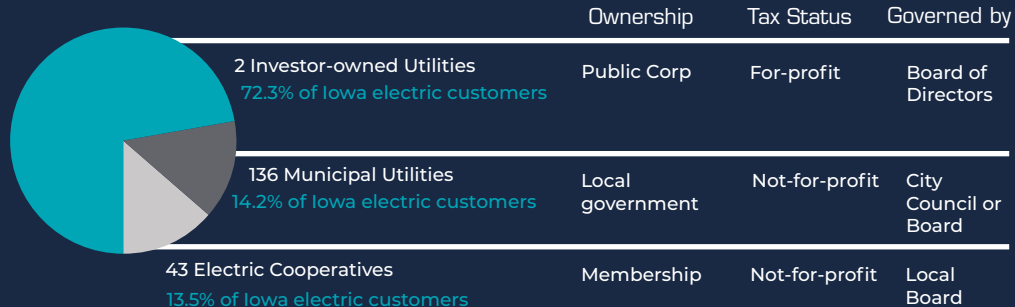 Ownership Tax Status Governed by
2 Investor-owned Utilities
72.3% of Iowa electric customers
Public Corp
For-profit
Board of
Directors
136 Municipal Utilities
14.2% of Iowa electric customers
Local
government
Not-for-profit
City
Council or
Board
43 Electric Cooperatives
13.5% of Iowa electric customers
Membership
Not-for-profit
Local
Board